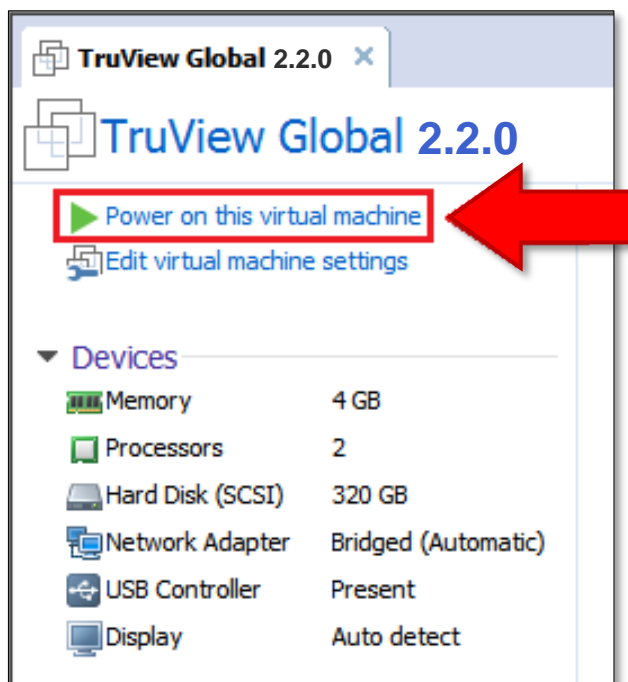 TruView Global 2.2.0
TruView Global 2.2.0
Power on this virtual machine
Edit virtual machine settings
Devices
Memory 4 GB
Processors 2
Hard Disk (SCSI) 320 GB
Network Adapter Bridged (Automatic)
USB Controller Present
Display Auto detect